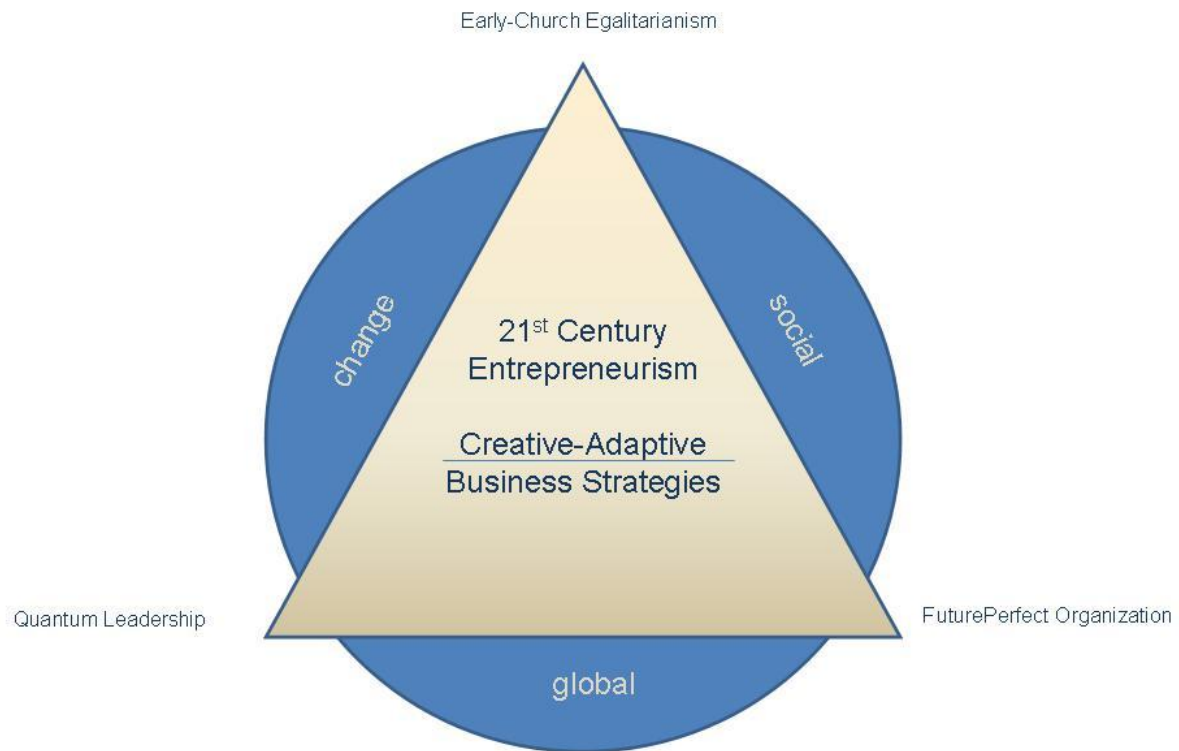 Early-Church Egalitarianism
change
social
21st Century
Entrepreneurism
Creative-Adaptive
Business Strategies
Quantum Leadership
FuturePerfect Organization
global